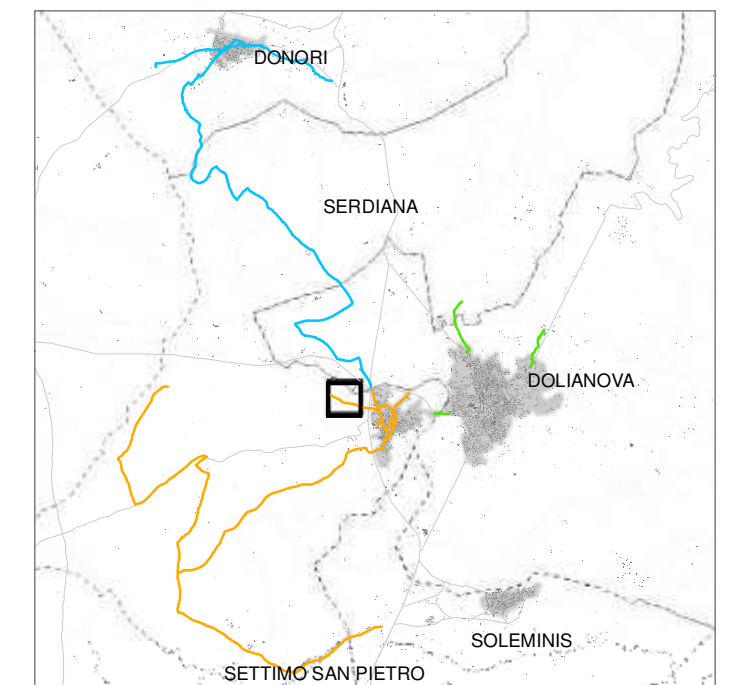 DONORI
SERDIANA
DOLIANOVA
SOLEMINIS
SETTIMO SAN PIETRO